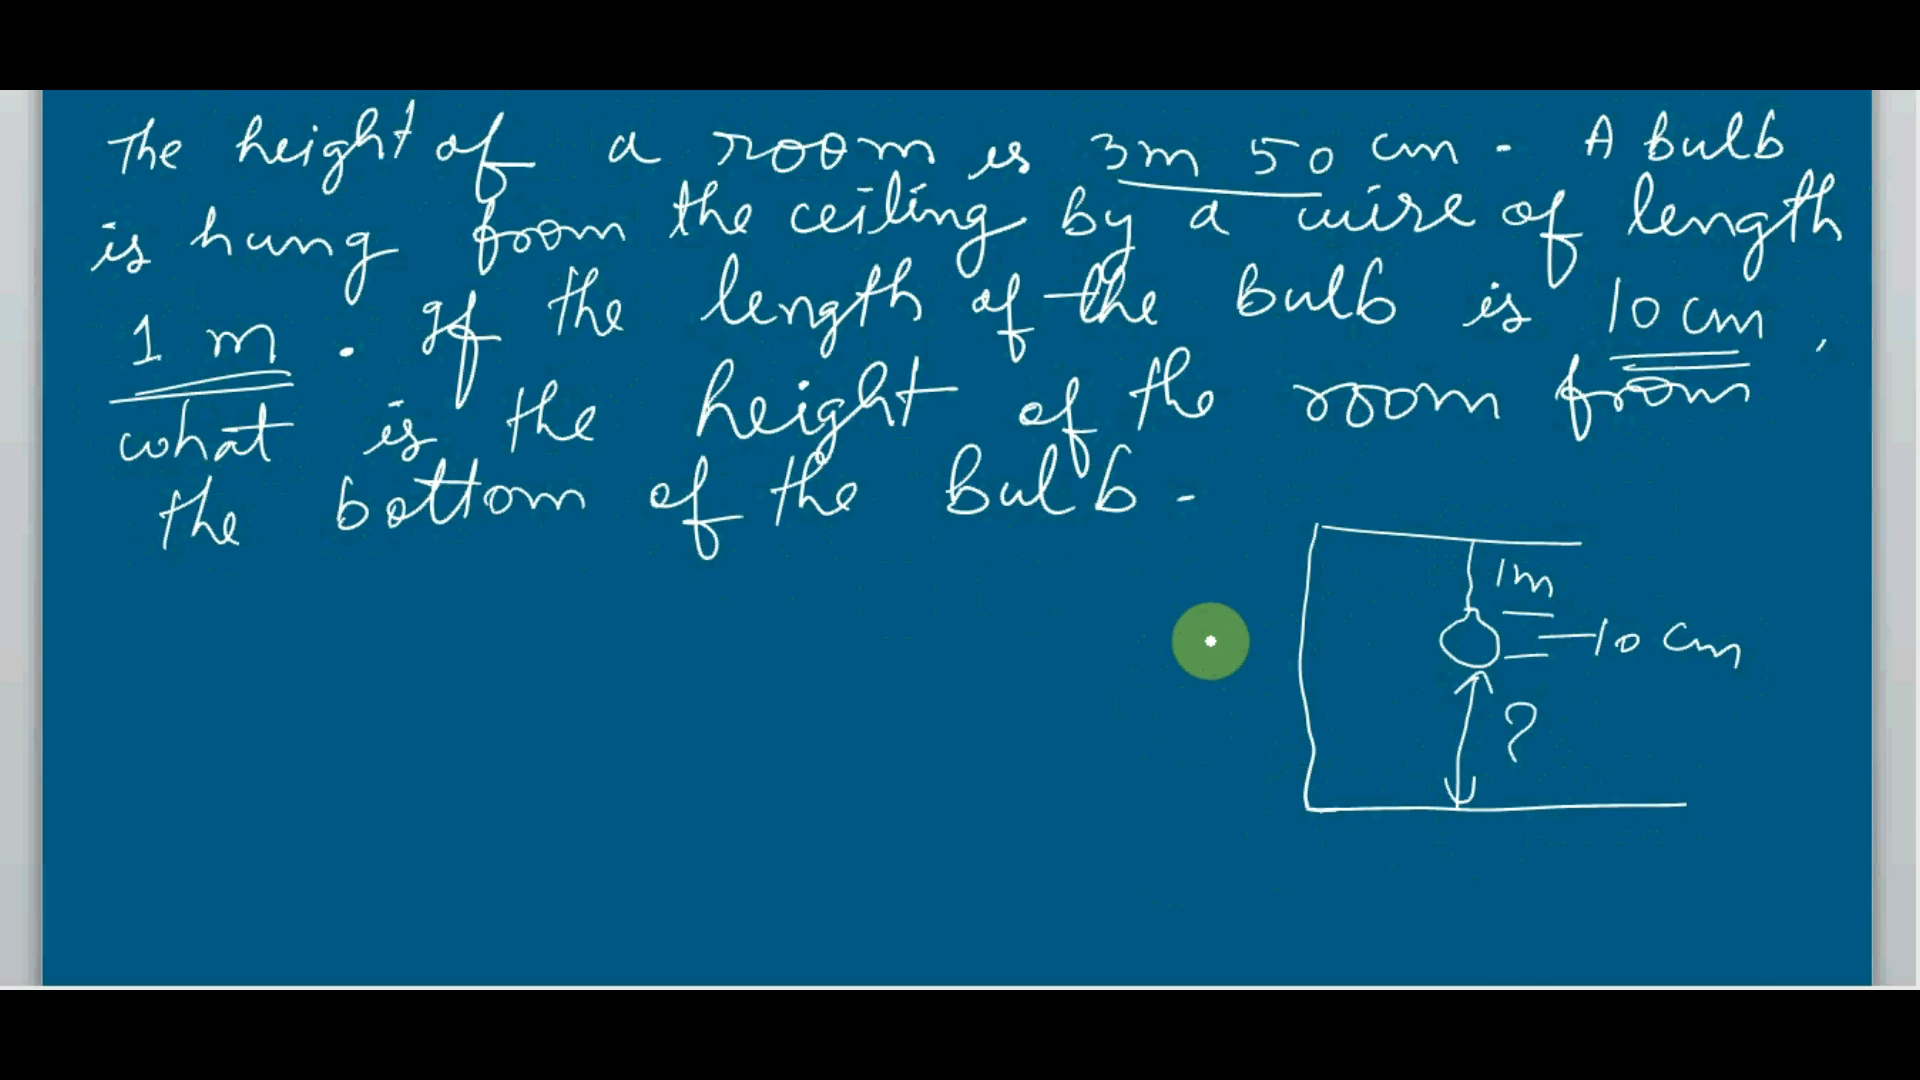 The height of a room is 3m 50 cm. A bulb
is hung from the ceiling by a wire of length
1 m. If the length of the bulb is 10 cm,
what is the height of the room from
the bottom of the Bulb.
1m
10 cm
?